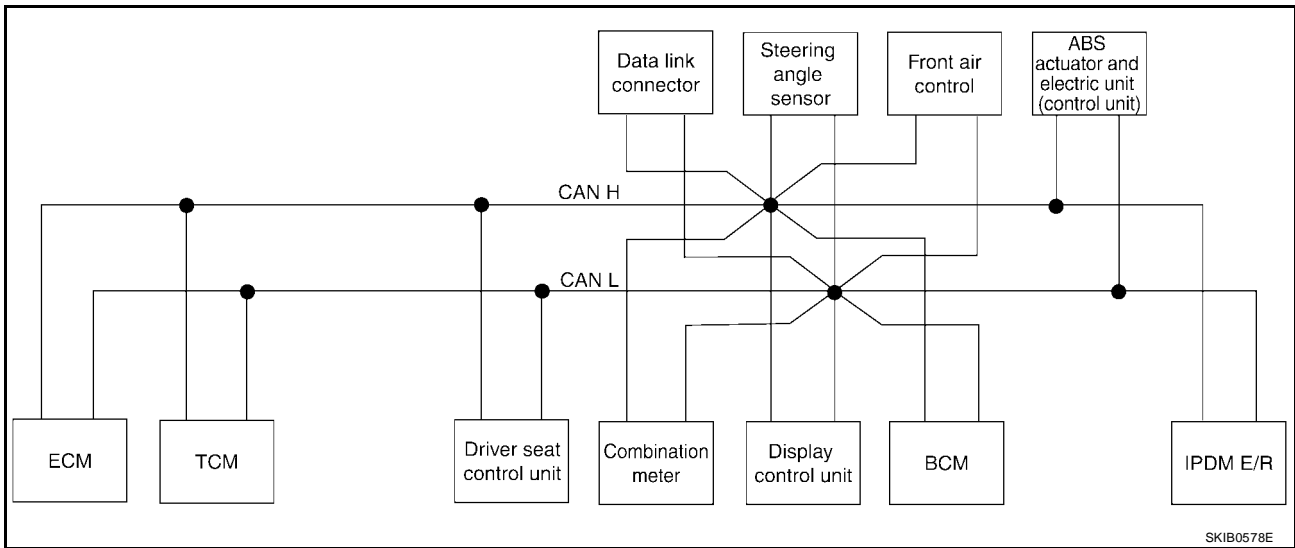 Data link
connector
Steering
angle
sensor
Front air
control
ABS
actuator and
electric unit
(control unit)
CAN H
CAN L
ECM
TCM
Driver seat
control unit
Combination
meter
Display
control unit
BCM
IPDM E/R
SKIB0578E